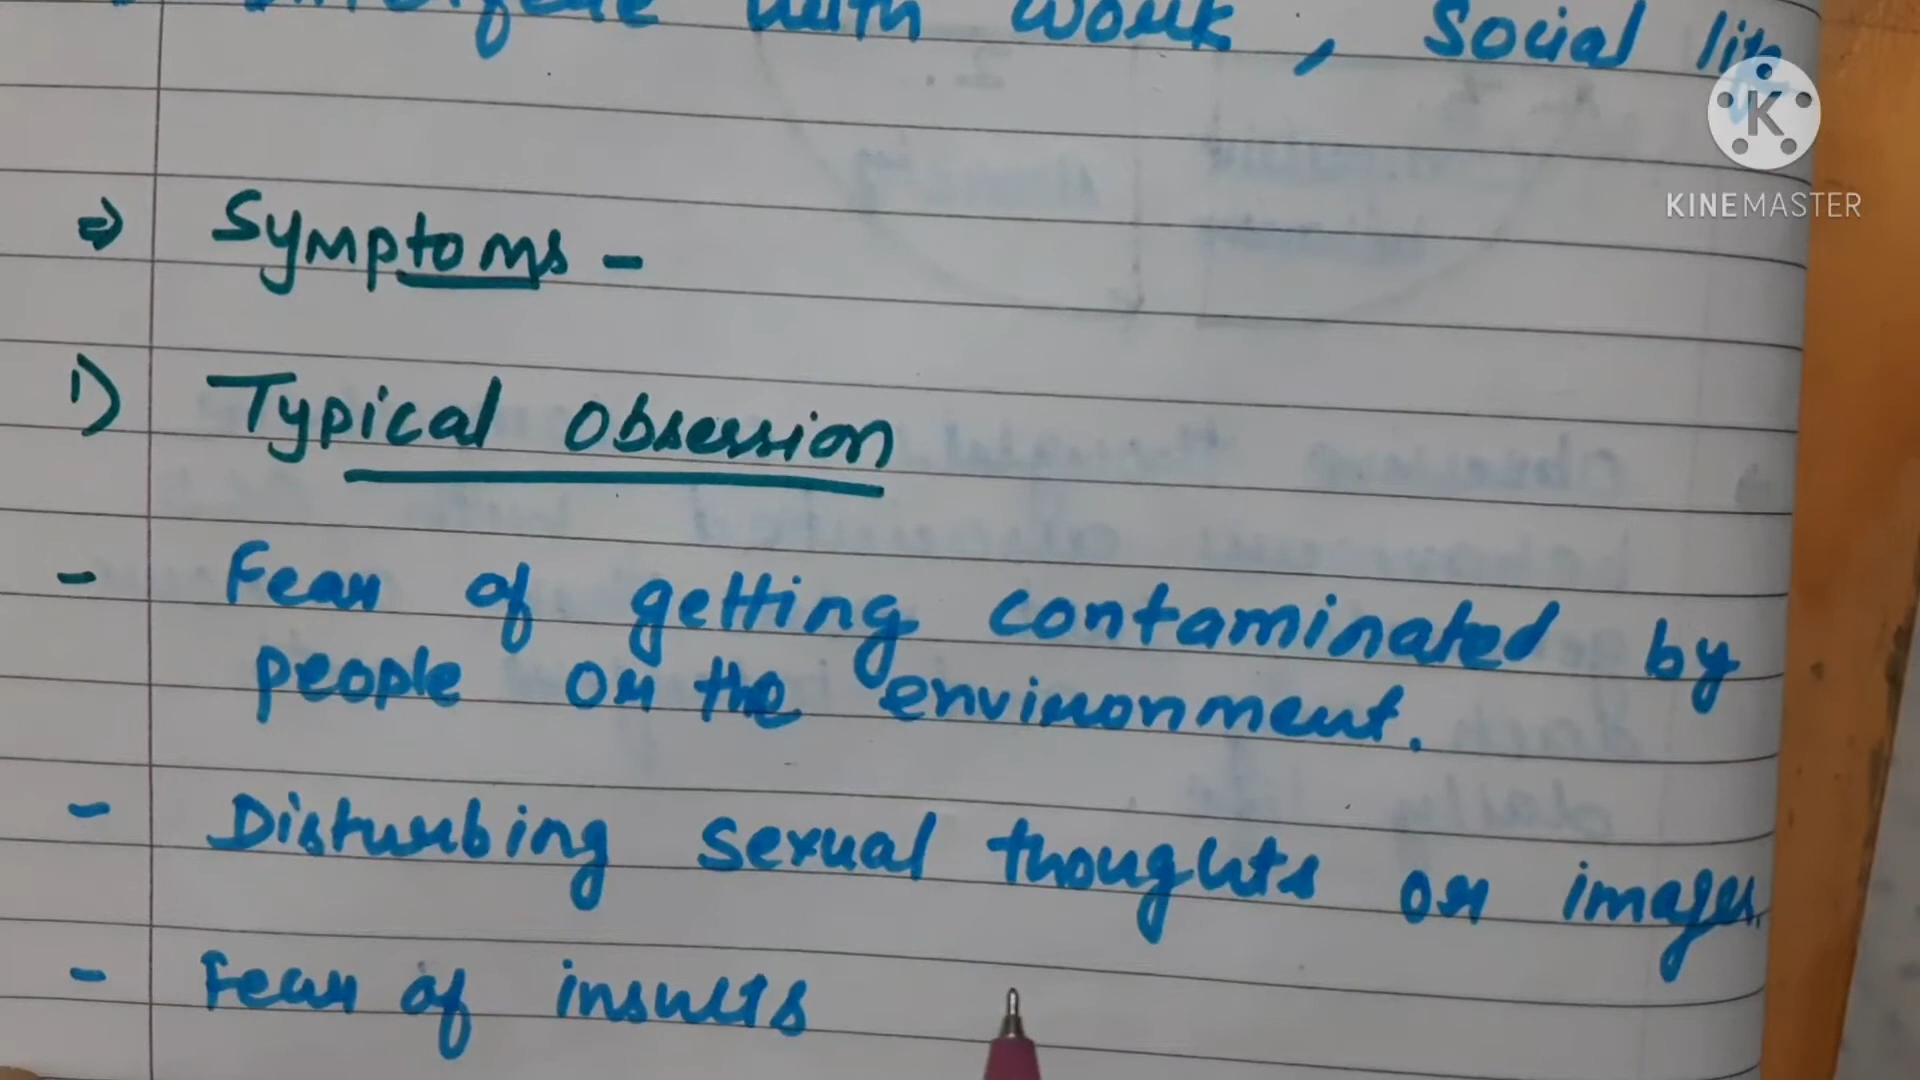 with work, Social life
⇒ Symptoms -
1) Typical Obsession
- Fear of getting contaminated by
people or the environment.
- Disturbing sexual thoughts or images.
- Fear of insults
KINEMASTER